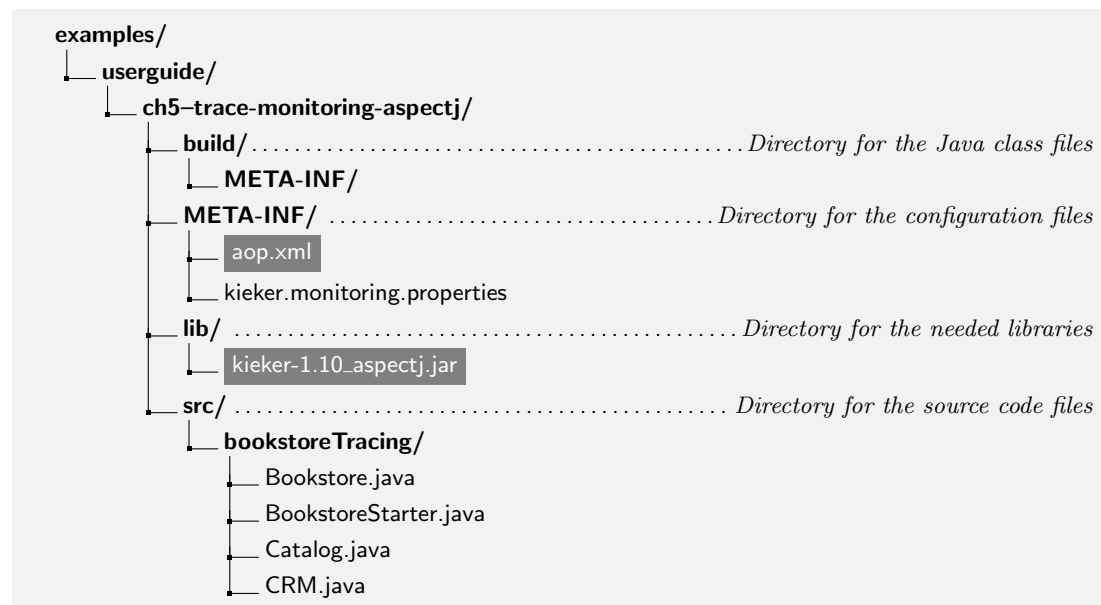 examples/
userguide/
ch5–trace-monitoring-aspectj/
build/ . . . . . . . . . . . . . . . . . . . . . . . . . . . . . . . . . . . . . . . . . . . . . . Directory for the Java class files
META-INF/
META-INF/ . . . . . . . . . . . . . . . . . . . . . . . . . . . . . . . . . . . . Directory for the configuration files
aop.xml
kieker.monitoring.properties
lib/ . . . . . . . . . . . . . . . . . . . . . . . . . . . . . . . . . . . . . . . . . . . . . . . Directory for the needed libraries
kieker-1.10_aspectj.jar
src/ . . . . . . . . . . . . . . . . . . . . . . . . . . . . . . . . . . . . . . . . . . . . . . Directory for the source code files
bookstoreTracing/
Bookstore.java
BookstoreStarter.java
Catalog.java
CRM.java